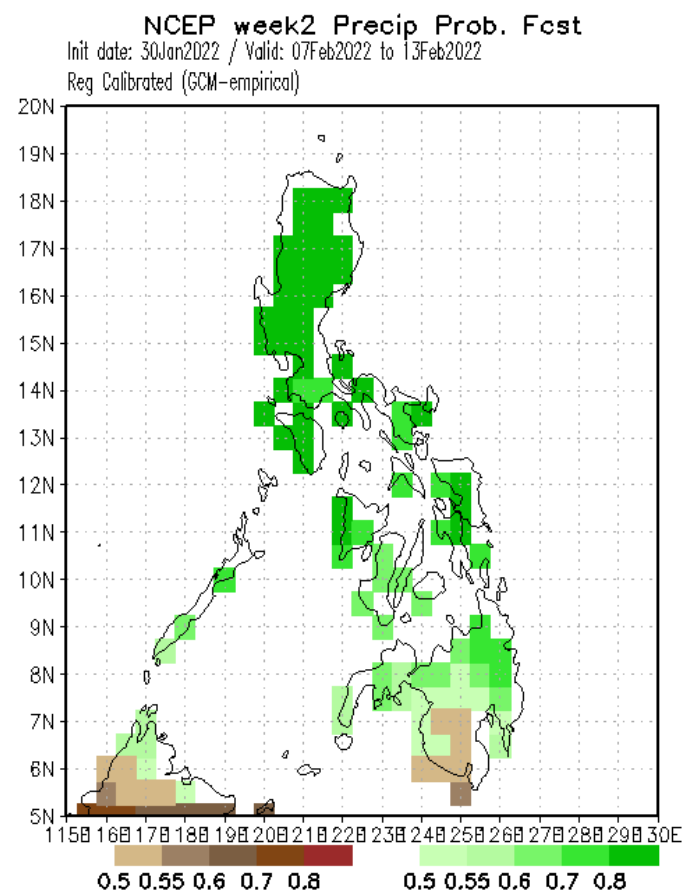 NCEP week2 Precip Prob. Fcst
Init date: 30Jan2022 / Valid: 07Feb2022 to 13Feb2022
Reg Calibrated (GCM-empirical)
20N
19N
18N
17N
16N
15N
14N
13N
12N
11N
10N
9N
8N
7N
6N
5N
115E 116E 117E 118E 119E 120E 121E 122E 123E 124E 125E 126E 127E 128E 129E 130E
0.5 0.55 0.6 0.7 0.8 0.5 0.55 0.6 0.7 0.8